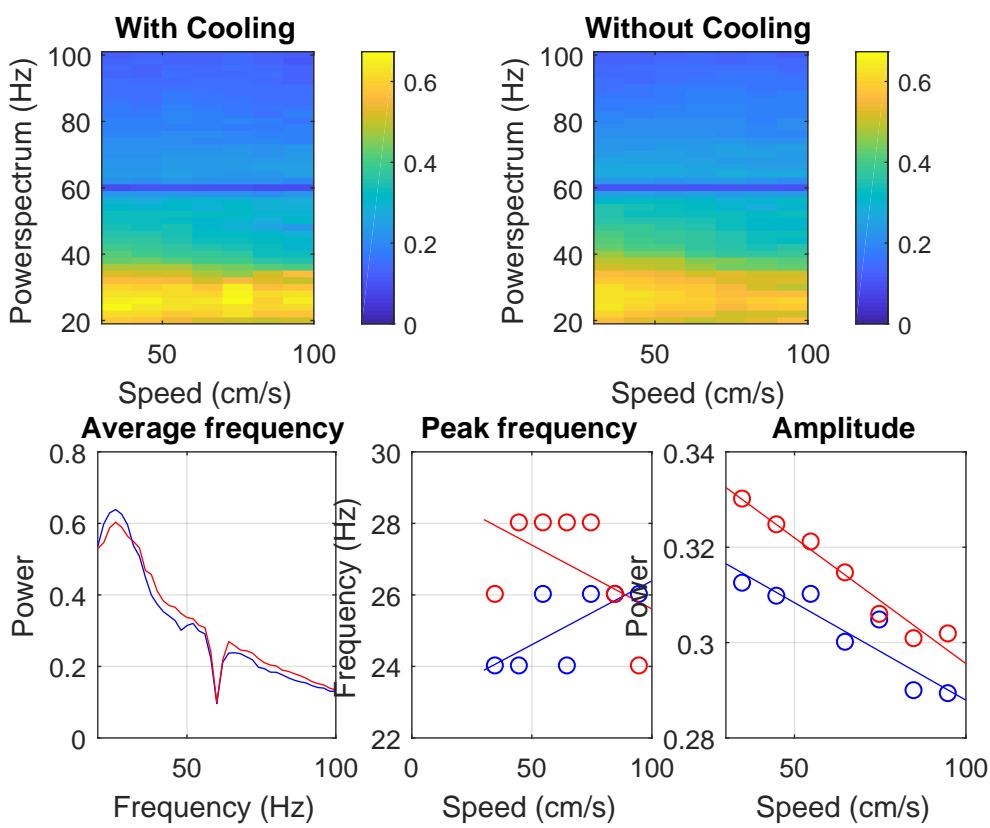 With Cooling
Without Cooling
Powerspectrum (Hz)
100
80
60
40
20
50
100
Speed (cm/s)
0.6
0.4
0.2
0
Powerspectrum (Hz)
100
80
60
40
20
50
100
Speed (cm/s)
0.6
0.4
0.2
0
Average frequency
Power
0.8
0.6
0.4
0.2
0
50
100
Frequency (Hz)
Peak frequency
Frequency (Hz)
30
28
26
24
22
0
50
100
Speed (cm/s)
Amplitude
Power
0.34
0.32
0.3
0.28
50
100
Speed (cm/s)